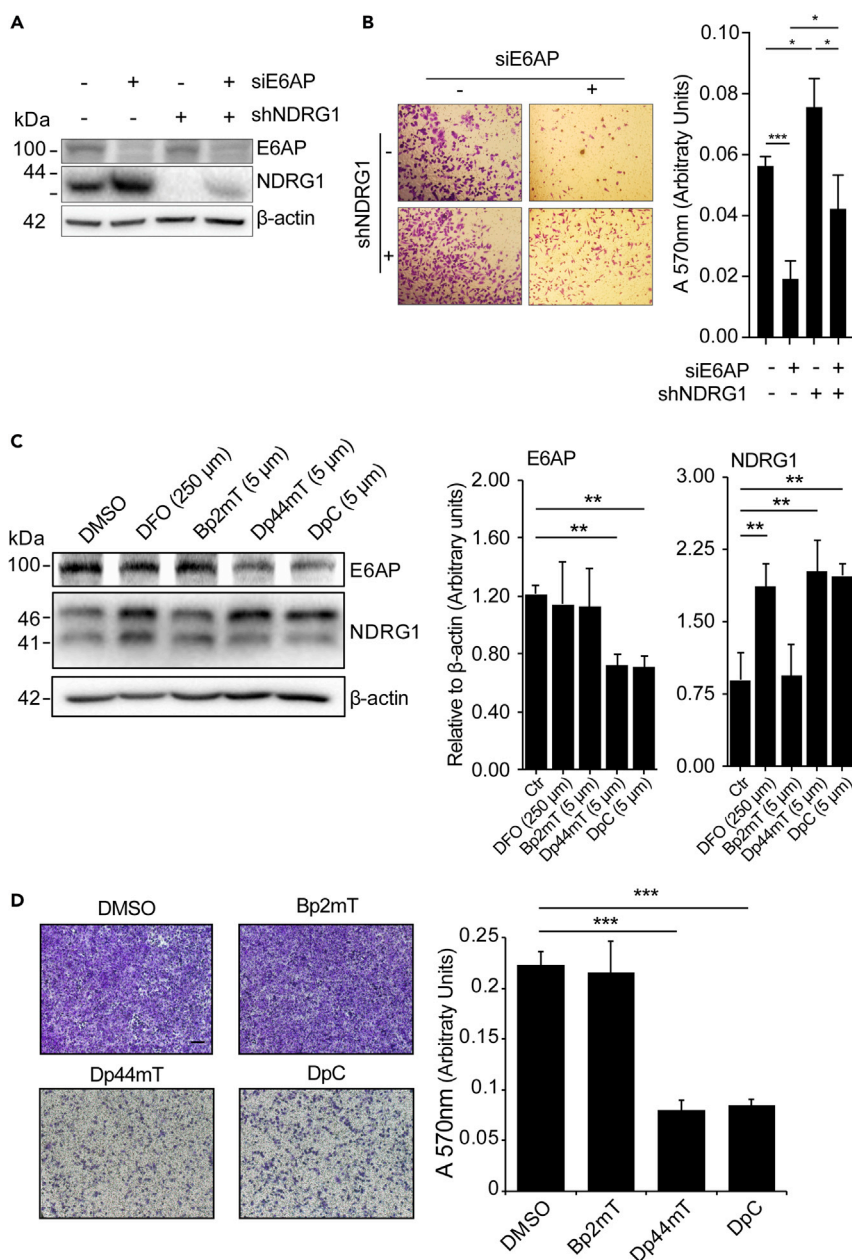 A
- + - + siE6AP
kDa - - + + shNDRG1
100 E6AP
44 NDRG1
42 β-actin
B
siE6AP
- +
shNDRG1
-
+
A 570nm (Arbitraty Units)
0.10
0.08
0.06
0.04
0.02
0.00
*
* *
***
siE6AP - + - +
shNDRG1 - - + +
C
DMSO
DFO (250 µm)
Bp2mT (5 µm)
Dp44mT (5 µm)
DpC (5 µm)
kDa
100 E6AP
46
41
NDRG1
42 β-actin
E6AP
Relative to β-actin (Arbitrary units)
2.00
1.60
1.20
0.80
0.40
0.00
**
**
Ctr
DFO (250 µm)
Bp2mT (5 µm)
Dp44mT (5 µm)
DpC (5 µm)
NDRG1
3.00
2.25
1.50
0.75
0.00
**
**
**
Ctr
DFO (250 µm)
Bp2mT (5 µm)
Dp44mT (5 µm)
DpC (5 µm)
D
DMSO Bp2mT
Dp44mT DpC
A 570nm (Arbitraty Units)
0.25
0.2
0.15
0.1
0.05
0
***
***
DMSO
Bp2mT
Dp44mT
DpC